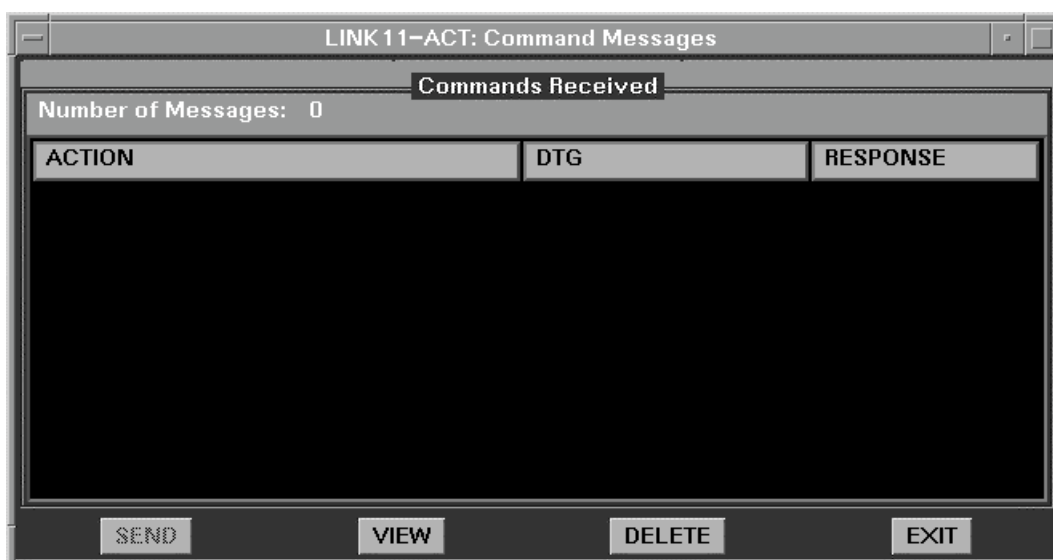 LINK11-ACT: Command Messages
Commands Received
Number of Messages: 0
ACTION DTG RESPONSE
SEND VIEW DELETE EXIT